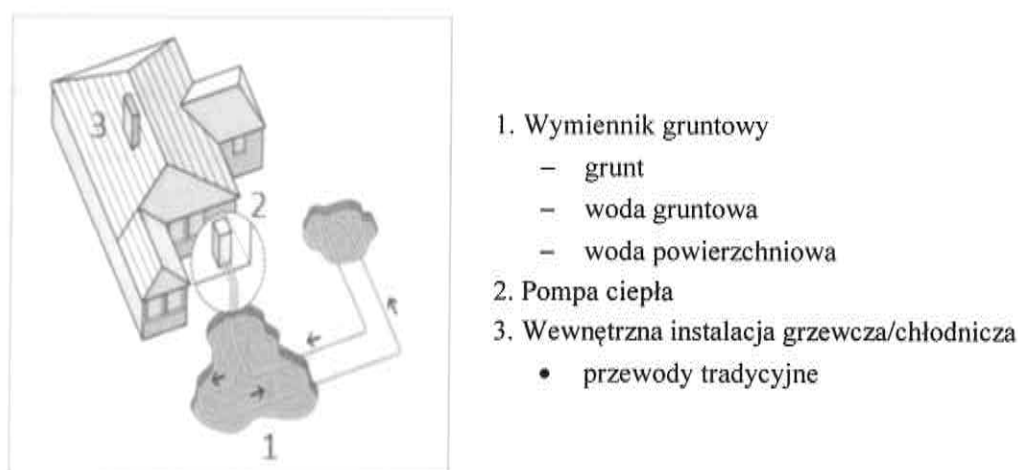 3
2
1
1. Wymiennik gruntowy
– grunt
– woda gruntowa
– woda powierzchniowa
2. Pompa ciepła
3. Wewnętrzna instalacja grzewcza/chłodnicza
• przewody tradycyjne